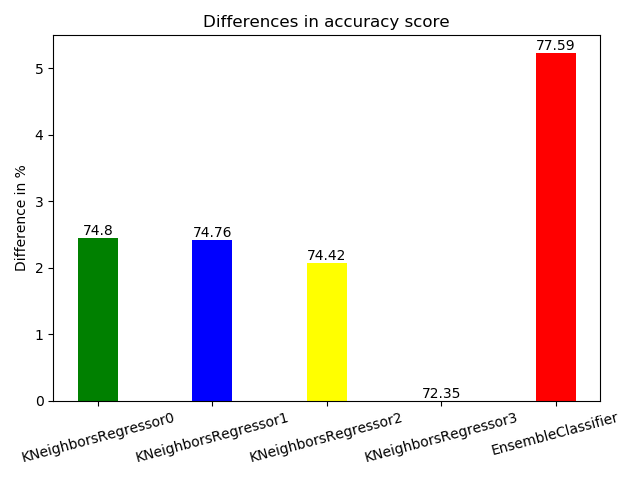 Differences in accuracy score
Difference in %
5
4
3
2
1
0
74.8
74.76
74.42
72.35
77.59
KNeighborsRegressor0
KNeighborsRegressor1
KNeighborsRegressor2
KNeighborsRegressor3
EnsembleClassifier